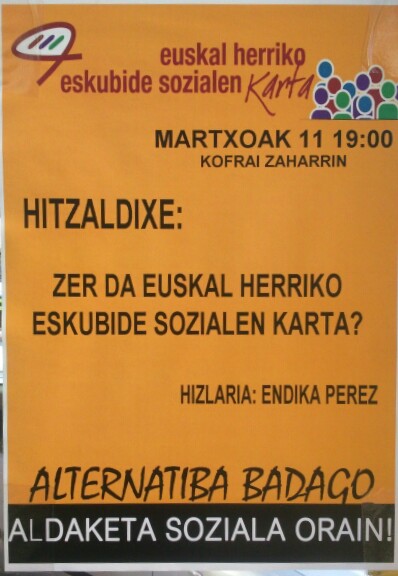 euskal herriko
eskubide sozialen Karta
MARTXOAK 11 19:00
KOFRAI ZAHARRIN
HITZALDIXE:
ZER DA EUSKAL HERRIKO
ESKUBIDE SOZIALEN KARTA?
HIZLARIA: ENDIKA PEREZ
ALTERNATIBA BADAGO
ALDAKETA SOZIALA ORAIN!